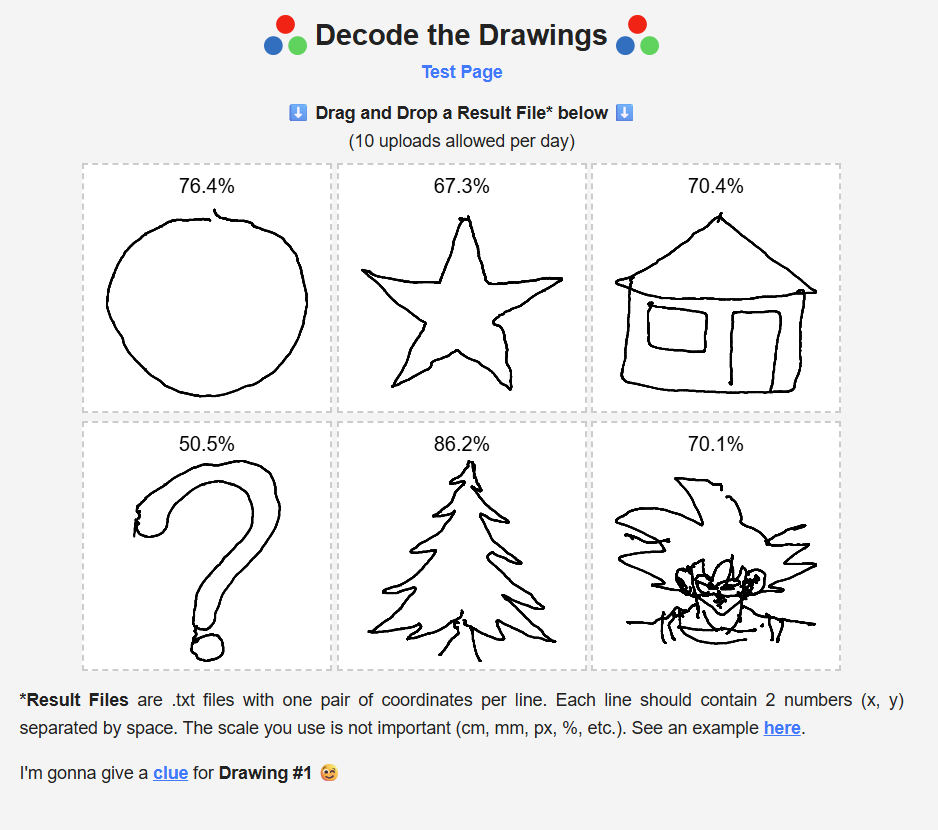 Decode the Drawings
Test Page
⬇️ Drag and Drop a Result File* below ⬇️
(10 uploads allowed per day)
76.4%
67.3%
70.4%
50.5%
86.2%
70.1%
*Result Files are .txt files with one pair of coordinates per line. Each line should contain 2 numbers (x, y)
separated by space. The scale you use is not important (cm, mm, px, %, etc.). See an example here.
I'm gonna give a clue for Drawing #1 😉